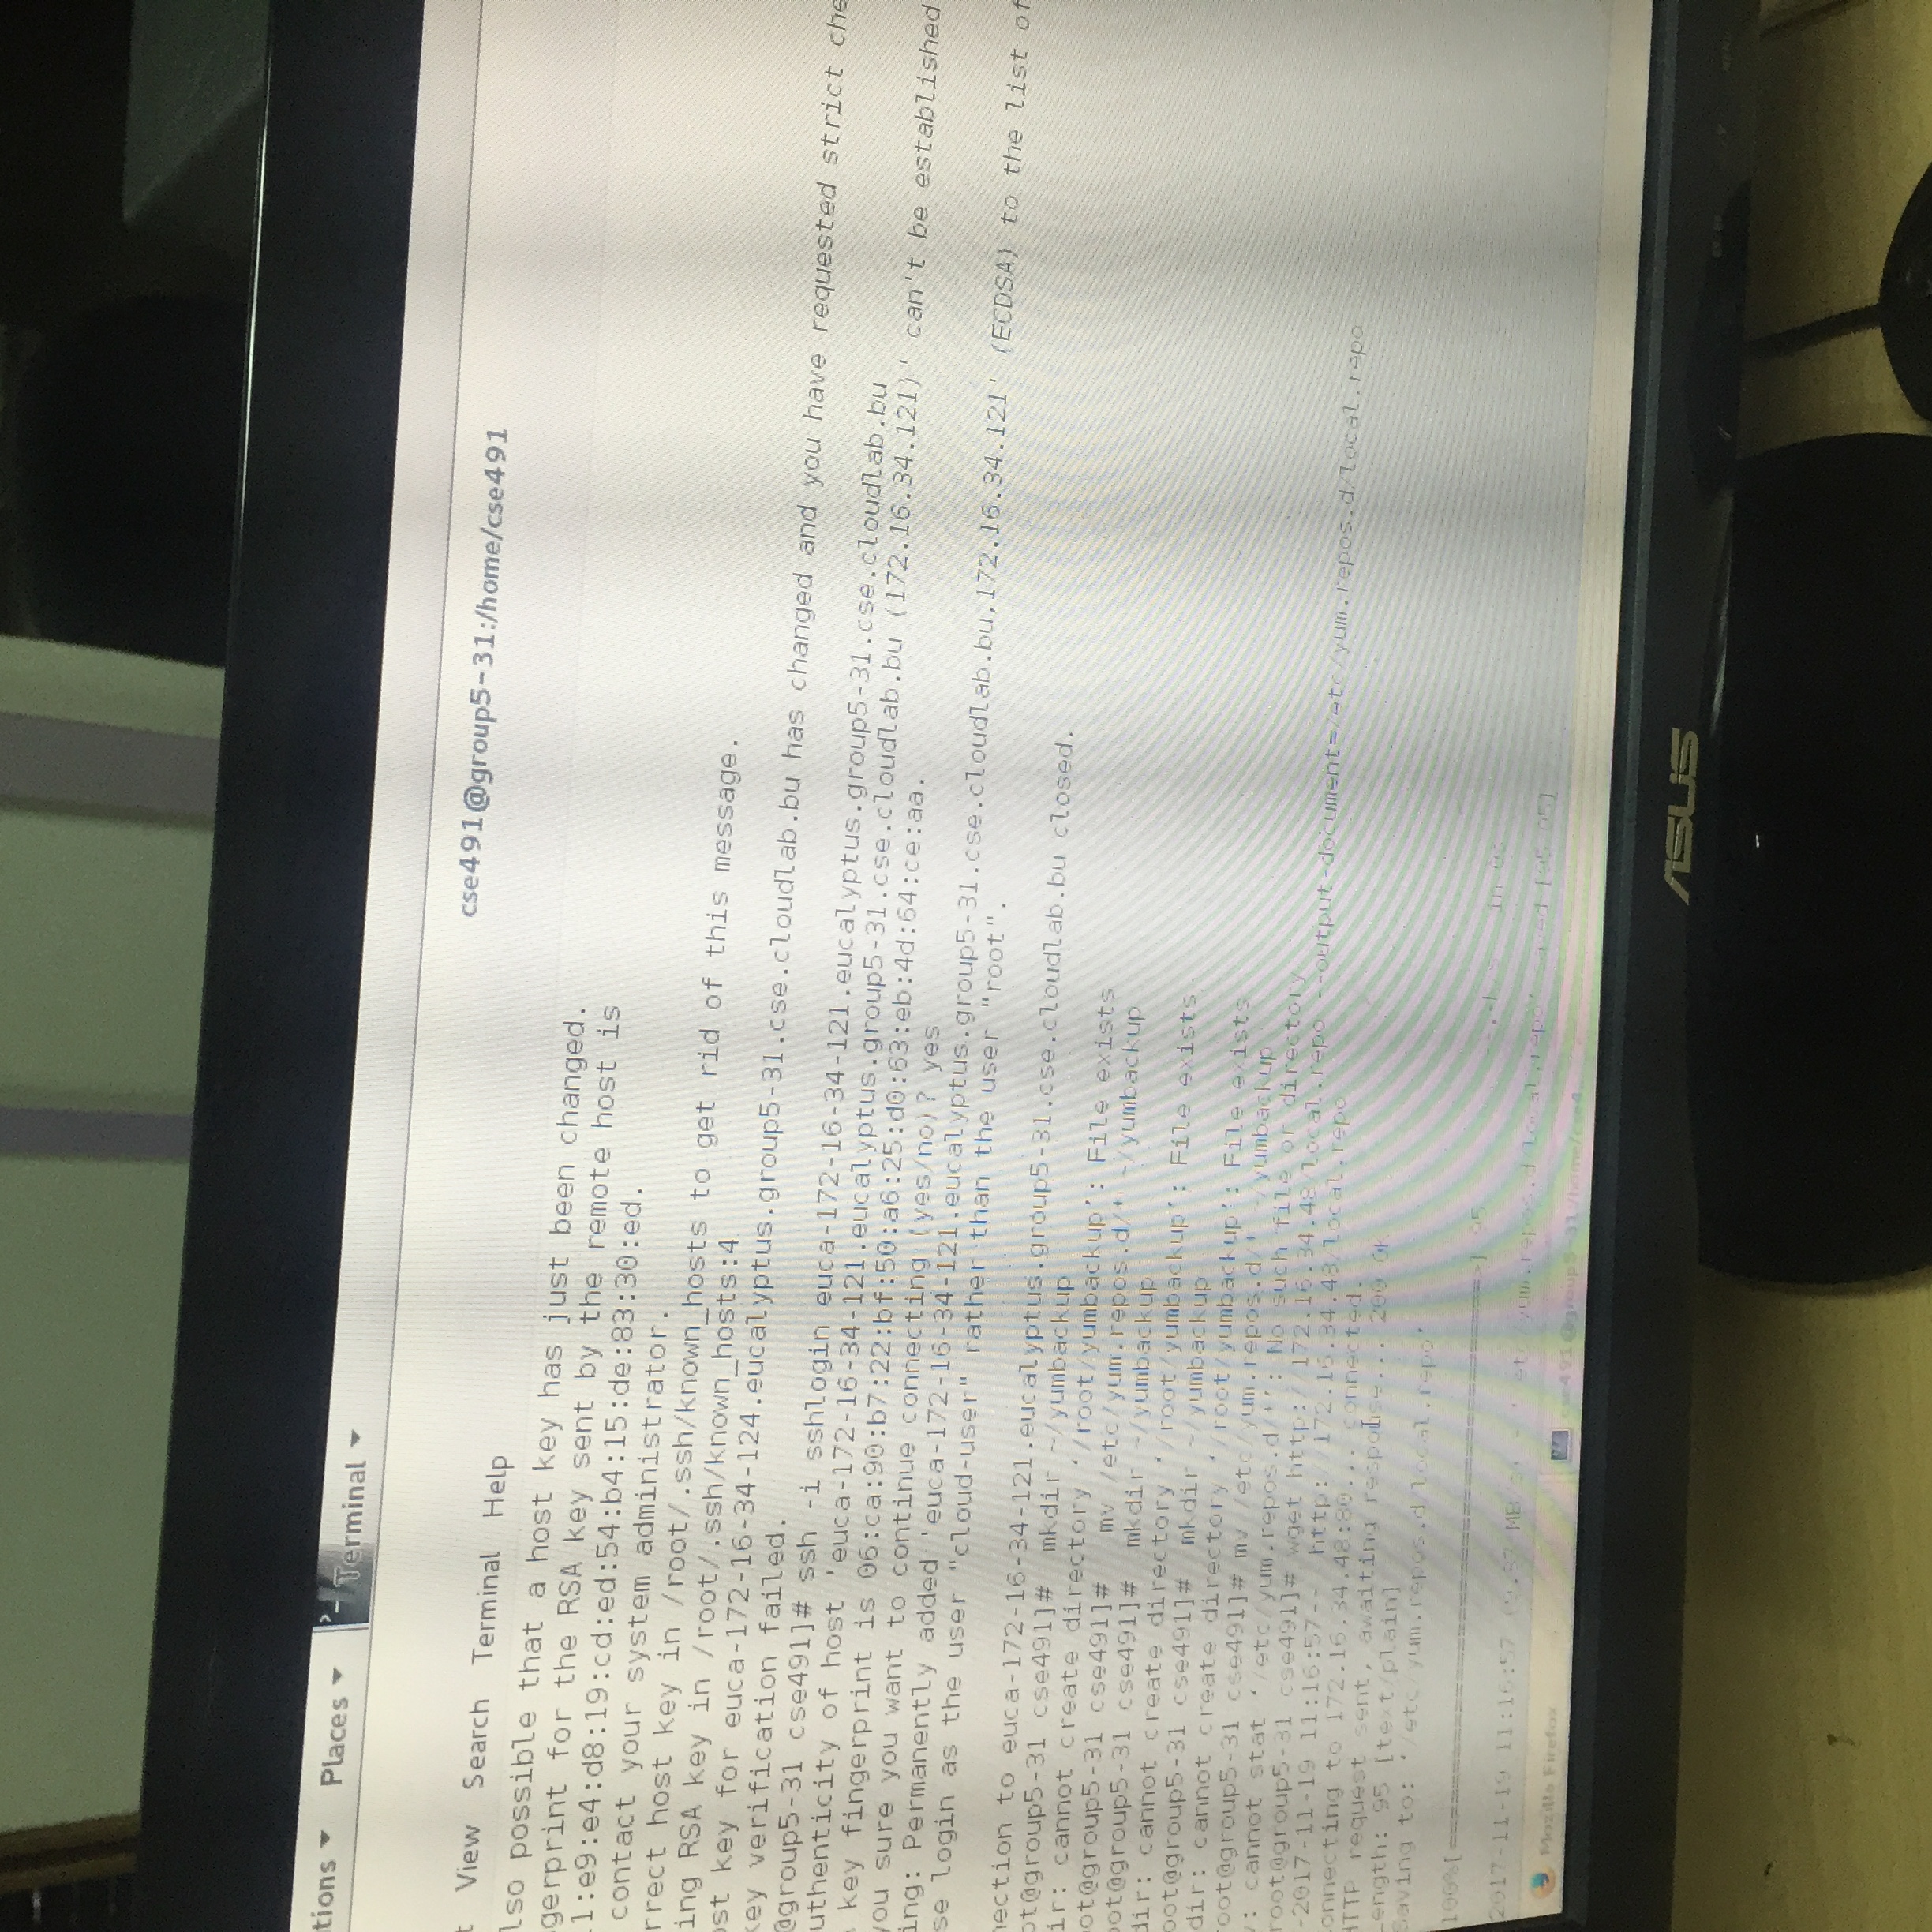 tions Places Terminal
cse491@group5-31:/home/cse491
t View Search Terminal Help
lso possible that a host key has just been changed.
gerprint for the RSA key sent by the remote host is
1:e9:e4:d8:19:cd:ed:54:b4:15:de:83:30:ed.
contact your system administrator.
rrect host key in /root/.ssh/known_hosts to get rid of this message.
ing RSA key in /root/.ssh/known_hosts:4
ost key for euca-172-16-34-124.eucalyptus.group5-31.cse.cloudlab.bu has changed and you have requested strict che
key verification failed.
@group5-31 cse491]# ssh -i sshlogin euca-172-16-34-121.eucalyptus.group5-31.cse.cloudlab.bu
uthenticity of host 'euca-172-16-34-121.eucalyptus.group5-31.cse.cloudlab.bu (172.16.34.121)' can't be established
key fingerprint is 06:ca:90:b7:22:bf:50:a6:25:d0:63:eb:4d:64:ce:aa.
you sure you want to continue connecting (yes/no)? yes
ing: Permanently added 'euca-172-16-34-121.eucalyptus.group5-31.cse.cloudlab.bu,172.16.34.121' (ECDSA) to the list of
se login as the user "cloud-user" rather than the user "root".
nection to euca-172-16-34-121.eucalyptus.group5-31.cse.cloudlab.bu closed.
ot@group5-31 cse491]# mkdir ~/yumbackup
ir: cannot create directory ‘/root/yumbackup’: File exists
ot@group5-31 cse491]# mv /etc/yum.repos.d/* ~/yumbackup
oot@group5-31 cse491]# mkdir ~/yumbackup
dir: cannot create directory ‘/root/yumbackup’: File exists
oot@group5-31 cse491]# mkdir ~/yumbackup
dir: cannot create directory ‘/root/yumbackup’: File exists
root@group5-31 cse491]# mv /etc/yum.repos.d/* ~/yumbackup
v: cannot stat ‘/etc/yum.repos.d/*’: No such file or directory
root@group5-31 cse491]# wget http://172.16.34.48/local.repo --output-document=/etc/yum.repos.d/local.repo
-2017-11-19 11:16:57-- http://172.16.34.48/local.repo
onnecting to 172.16.34.48:80... connected.
HTTP request sent, awaiting response... 200 OK
Length: 95 [text/plain]
Saving to: ‘/etc/yum.repos.d/local.repo’
100%[======================================>] 95 in 0s
2017-11-19 11:16:57 MB/s) - ‘/etc/yum.repos.d/local.repo’ saved [95/95]
Mozilla Firefox cse491@group5-31:/home/cse4...
ASUS